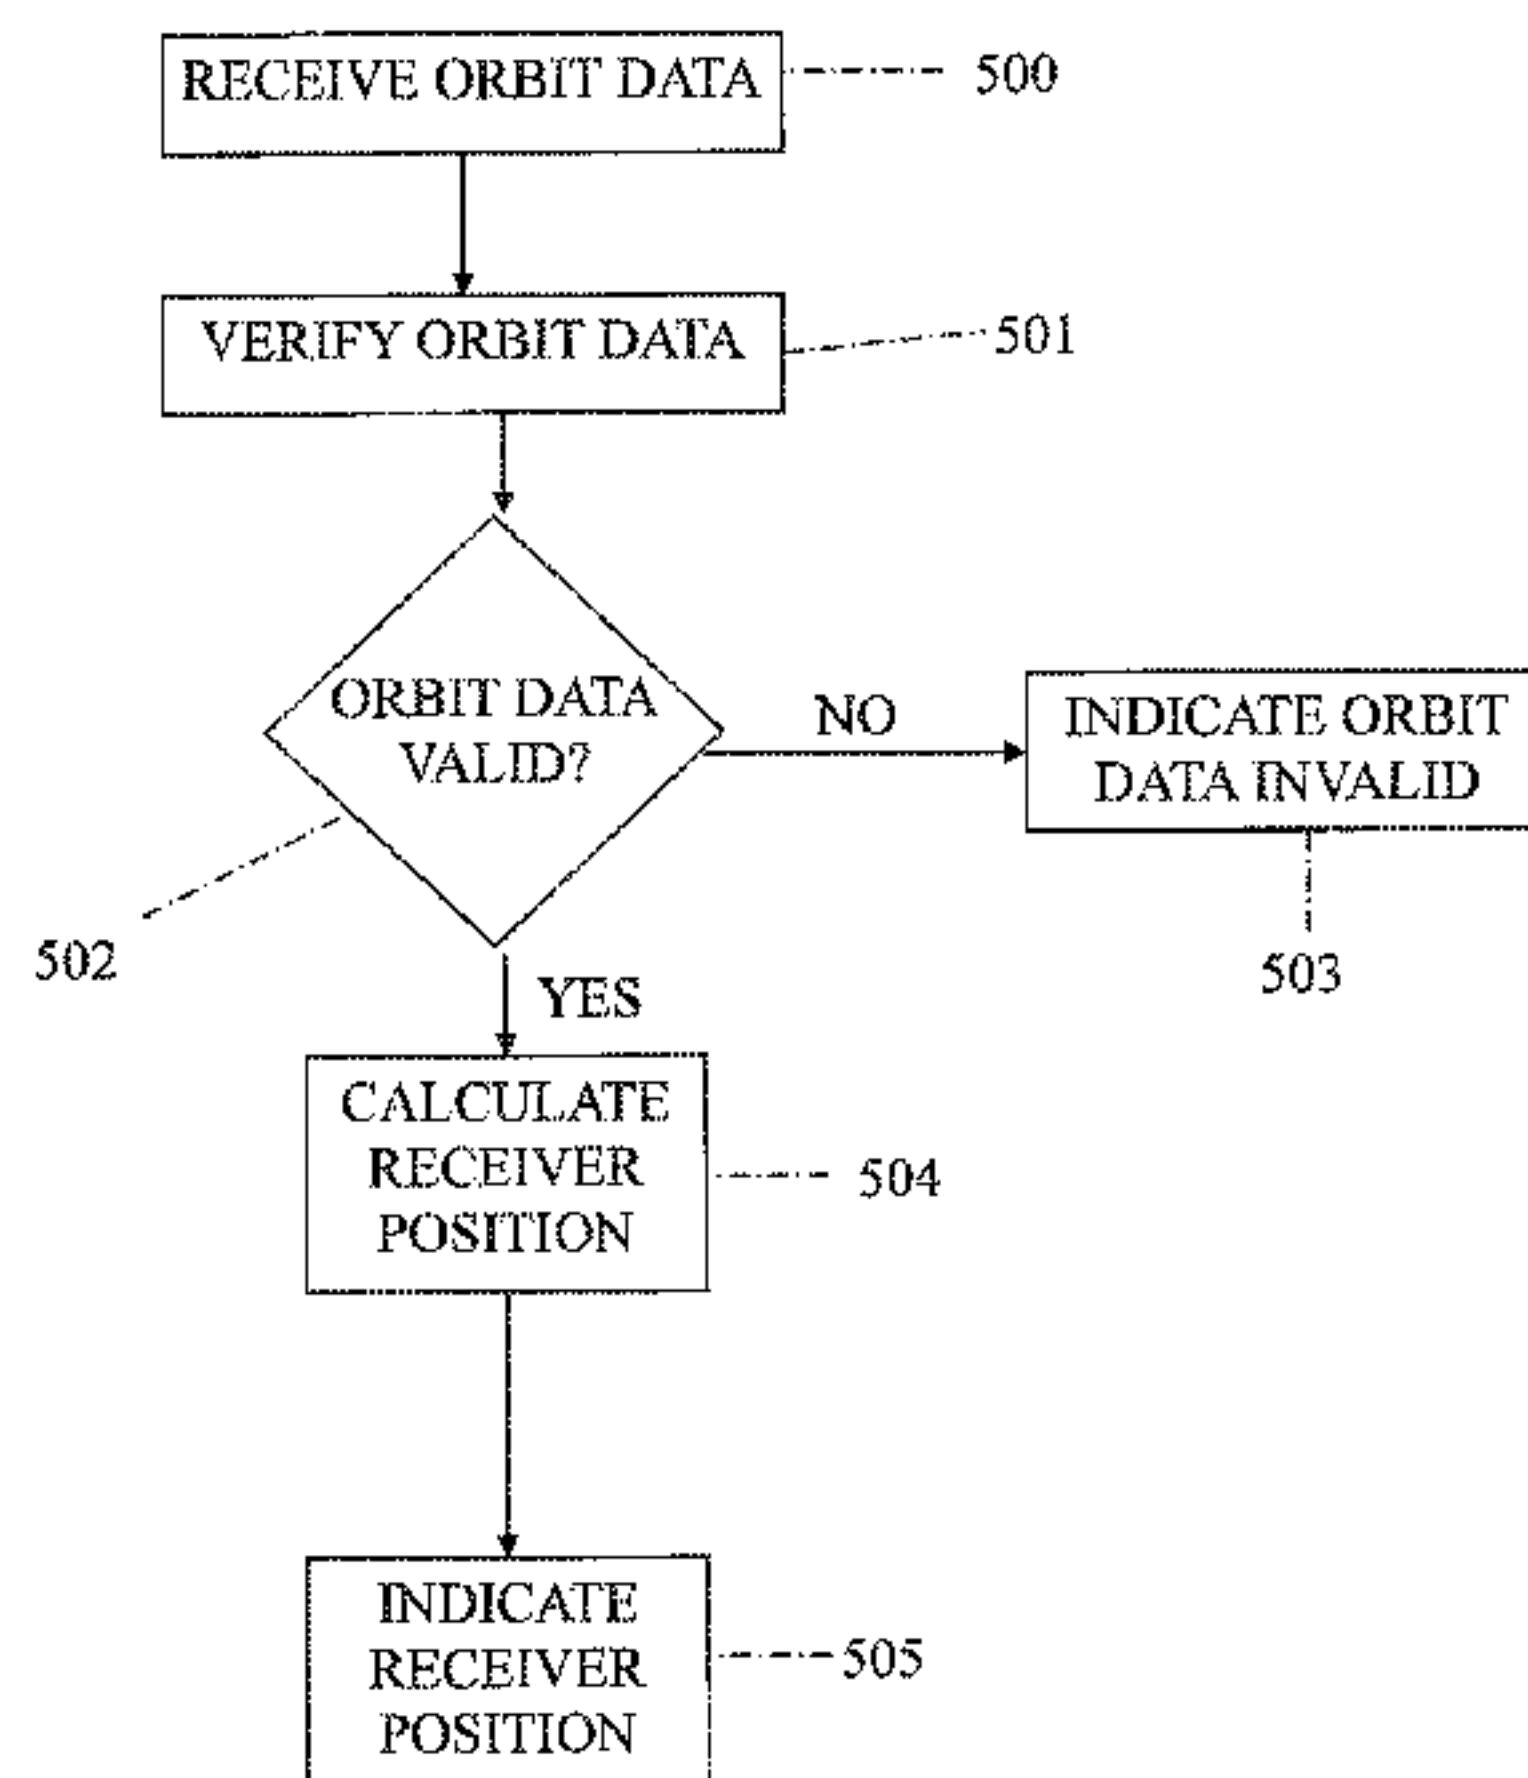 RECEIVE ORBIT DATA
500
VERIFY ORBIT DATA
501
ORBIT DATA
VALID?
NO
INDICATE ORBIT
DATA INVALID
502
503
YES
CALCULATE
RECEIVER
POSITION
504
INDICATE
RECEIVER
POSITION
505